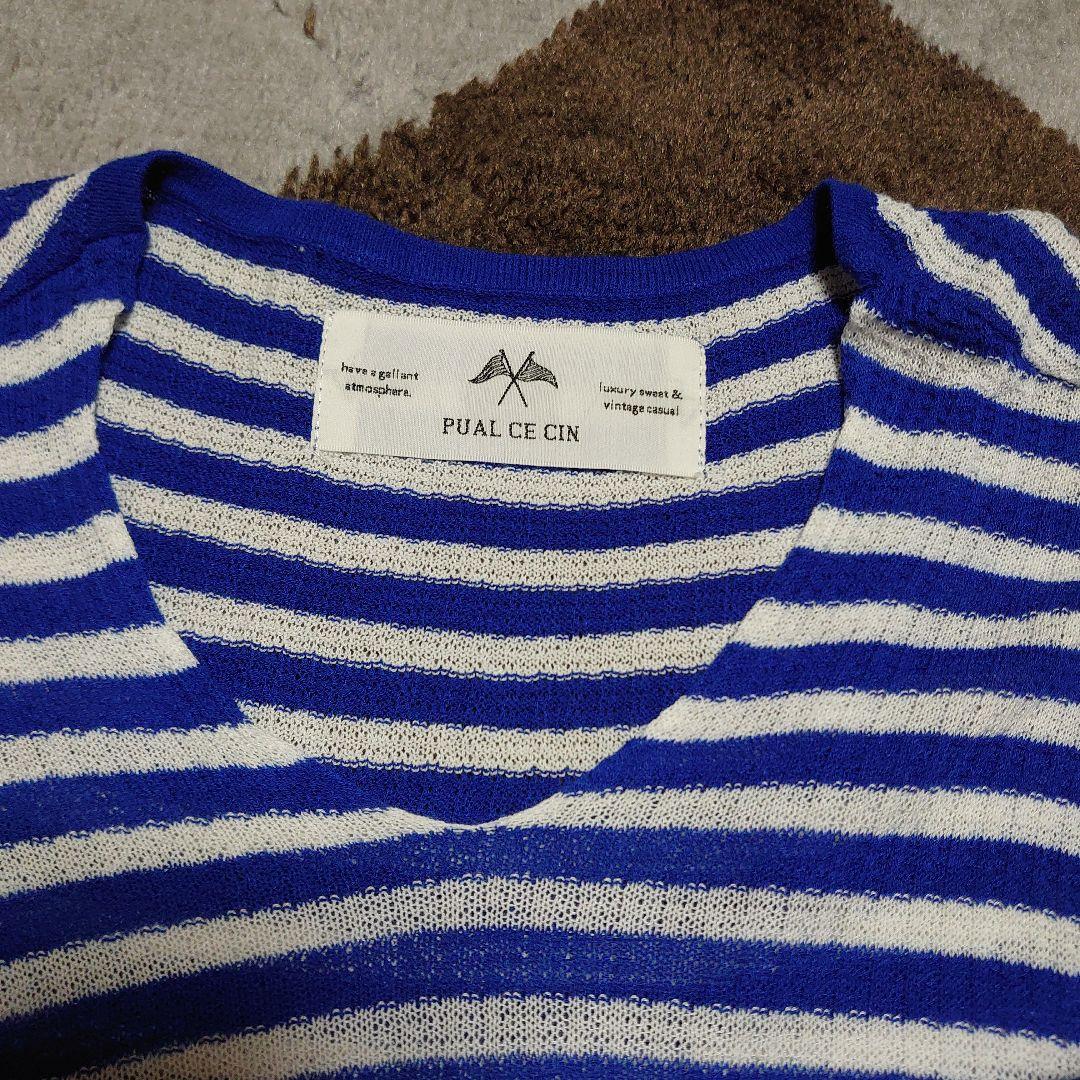 have a gallant
atmosphere.
PUAL CE CIN
luxury sweet &
vintage casual